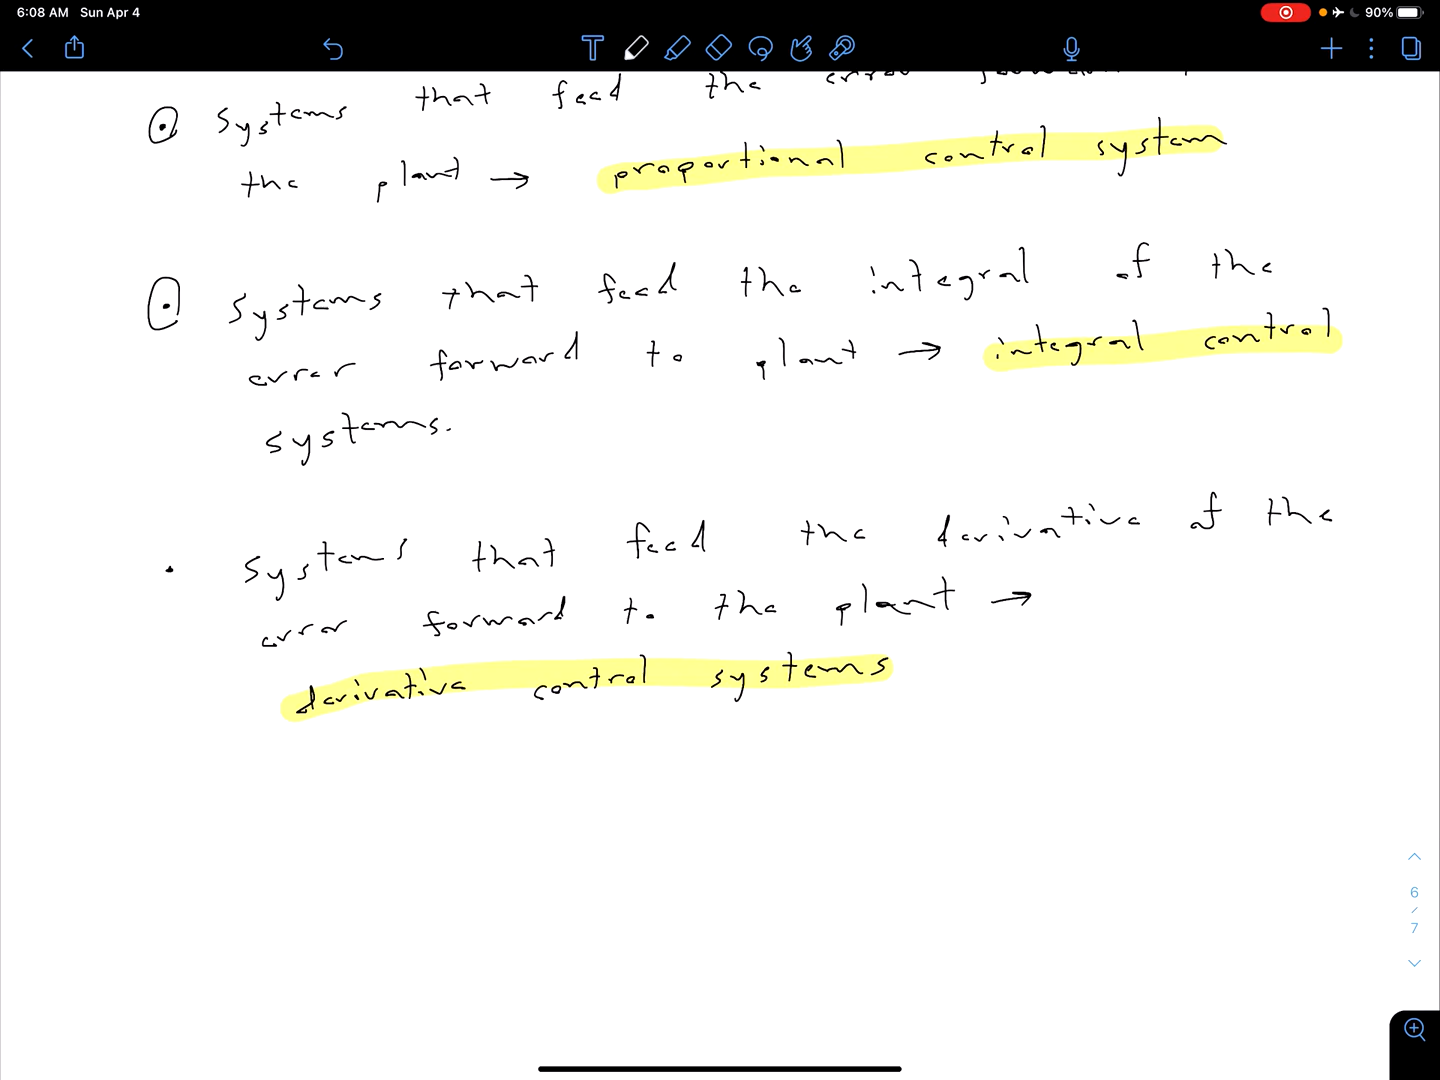 6:08 AM Sun Apr 4
90%
Systems that feed the error
the plant → proportional control system
Systems that feed the integral of the
error forward to plant → integral control
systems.
• Systems that feed the derivative of the
error forward to the plant →
derivative control systems
6
/
7